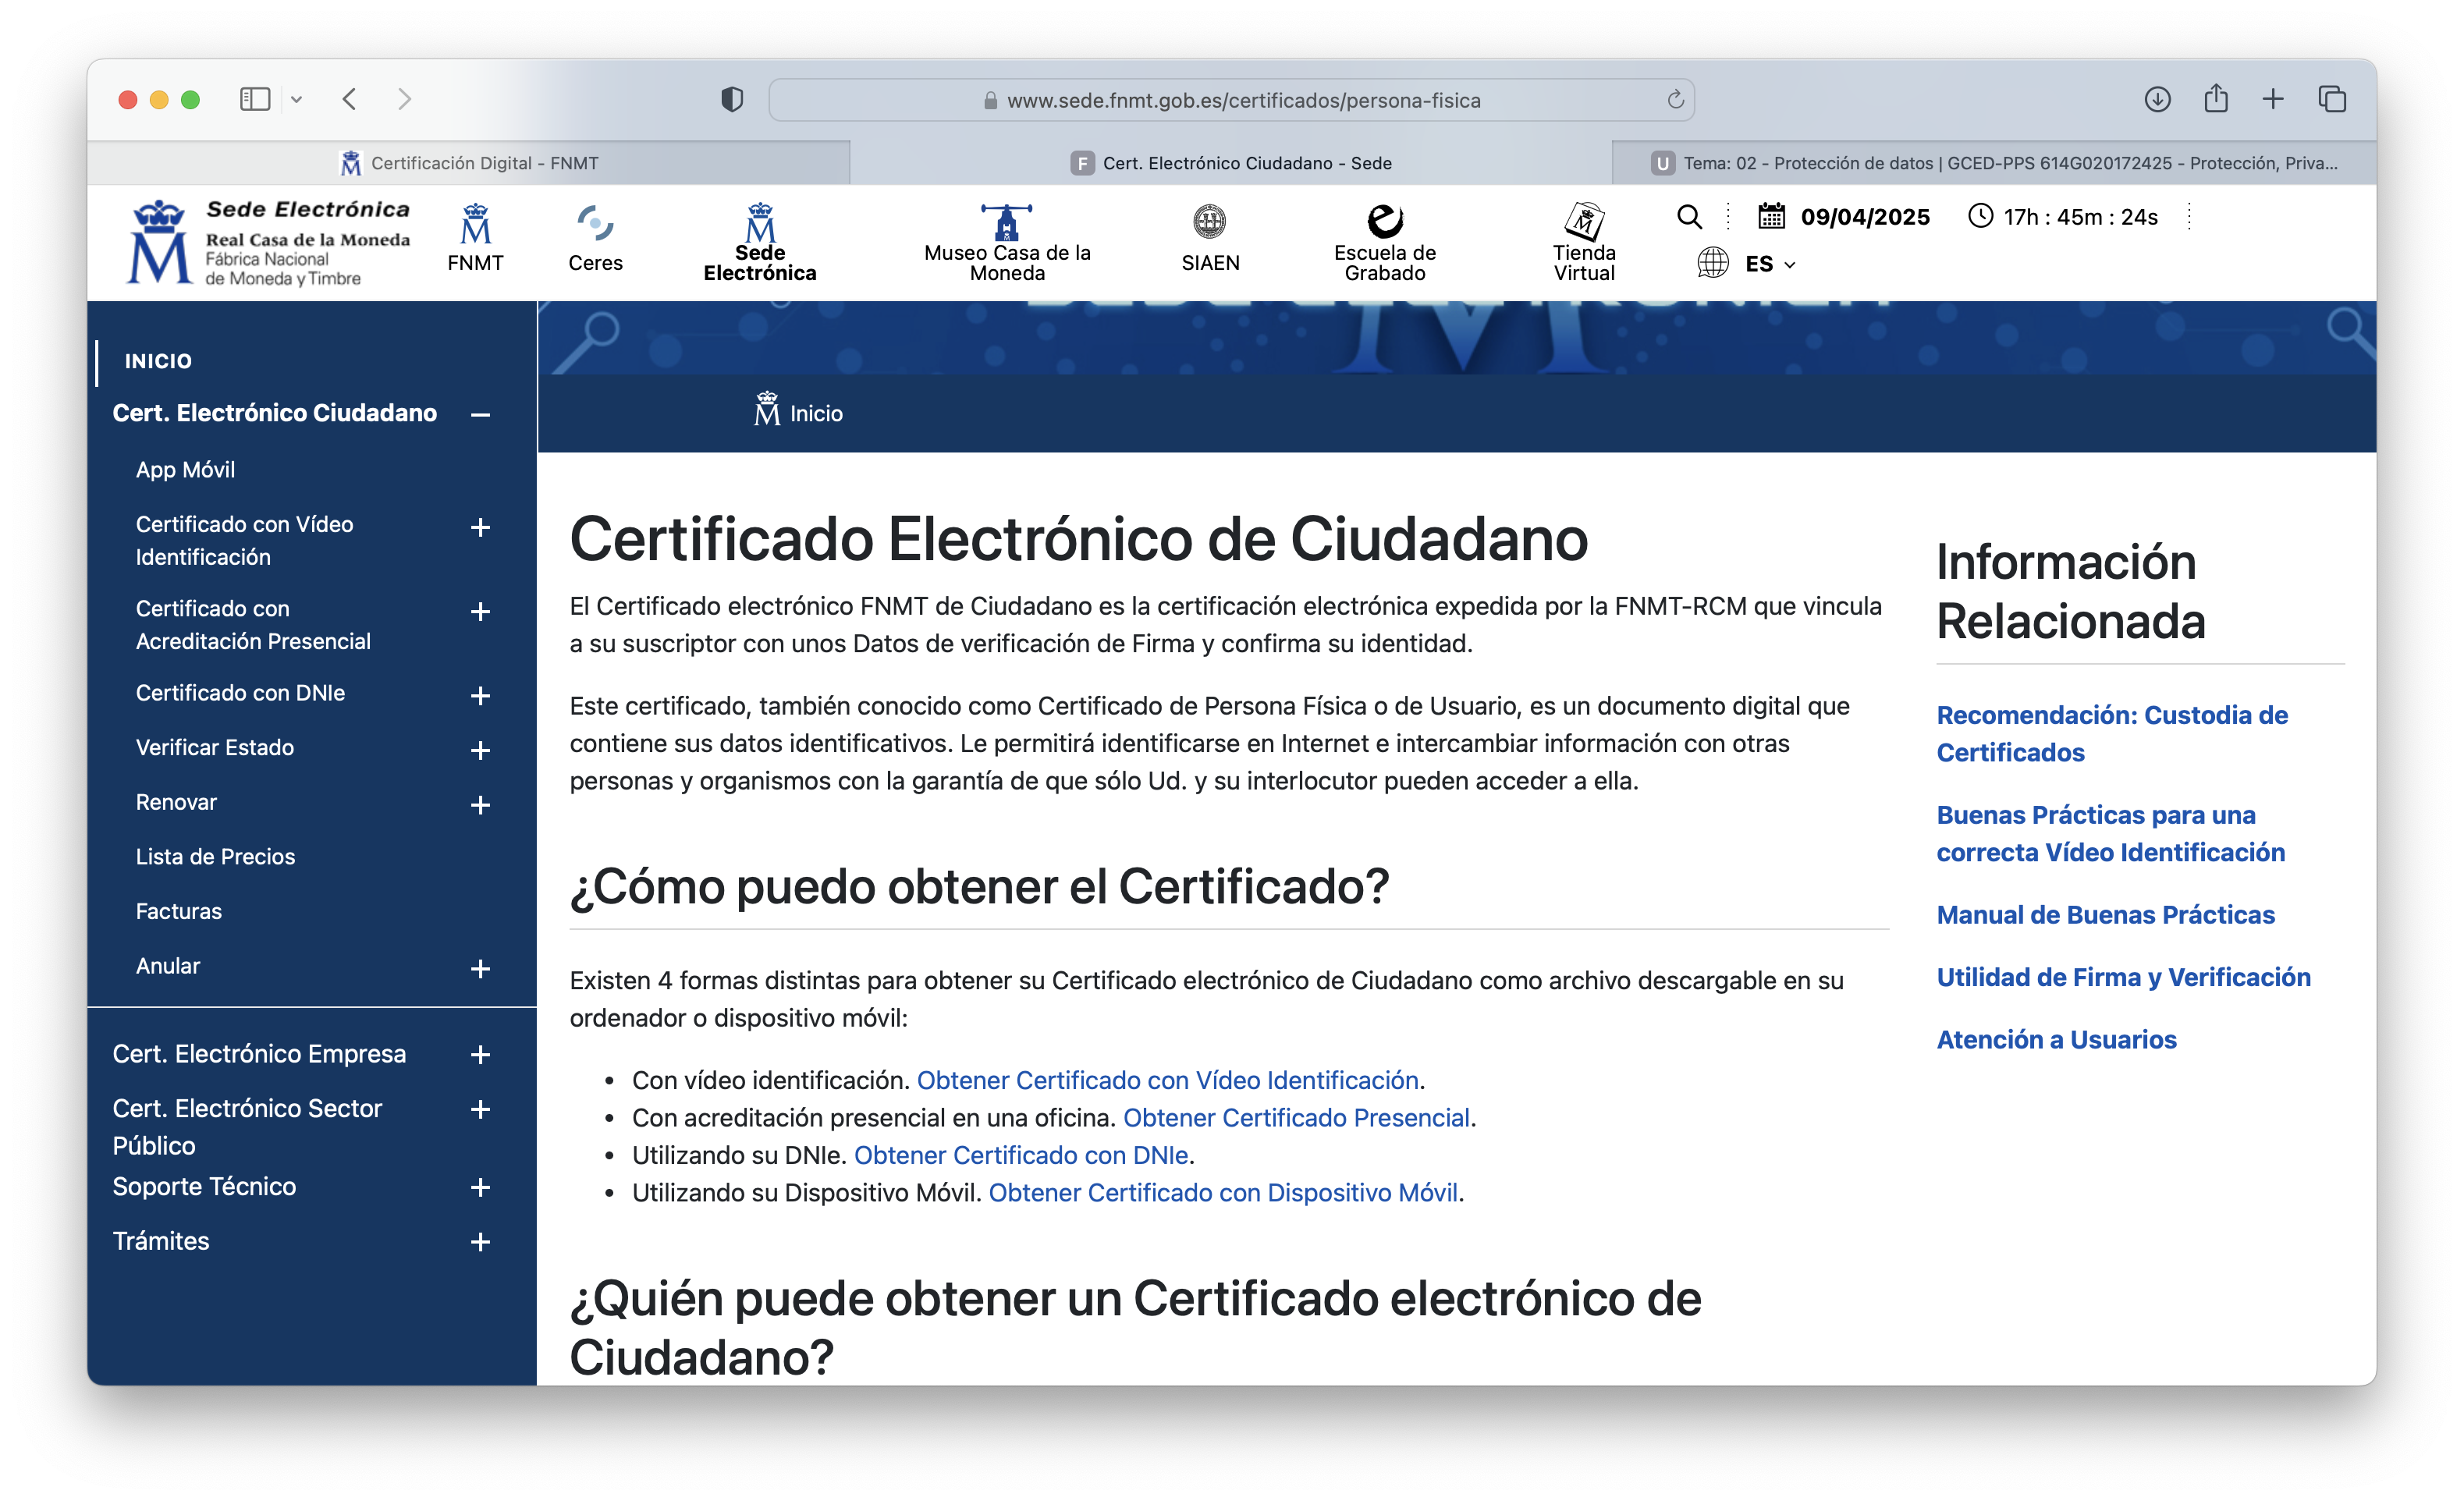 www.sede.fnmt.gob.es/certificados/persona-fisica
Certificación Digital - FNMT
F Cert. Electrónico Ciudadano - Sede
U Tema: 02 - Protección de datos | GCED-PPS 614G020172425 - Protección, Priva...
Sede Electrónica
Real Casa de la Moneda
Fábrica Nacional
de Moneda y Timbre
FNMT
Ceres
Sede
Electrónica
Museo Casa de la
Moneda
SIAEN
Escuela de
Grabado
Tienda
Virtual
09/04/2025
17h : 45m : 24s
ES
INICIO
Cert. Electrónico Ciudadano
App Móvil
Certificado con Vídeo
Identificación
Certificado con
Acreditación Presencial
Certificado con DNIe
Verificar Estado
Renovar
Lista de Precios
Facturas
Anular
Cert. Electrónico Empresa
Cert. Electrónico Sector
Público
Soporte Técnico
Trámites
Inicio
Certificado Electrónico de Ciudadano
El Certificado electrónico FNMT de Ciudadano es la certificación electrónica expedida por la FNMT-RCM que vincula
a su suscriptor con unos Datos de verificación de Firma y confirma su identidad.
Este certificado, también conocido como Certificado de Persona Física o de Usuario, es un documento digital que
contiene sus datos identificativos. Le permitirá identificarse en Internet e intercambiar información con otras
personas y organismos con la garantía de que sólo Ud. y su interlocutor pueden acceder a ella.
¿Cómo puedo obtener el Certificado?
Existen 4 formas distintas para obtener su Certificado electrónico de Ciudadano como archivo descargable en su
ordenador o dispositivo móvil:
• Con vídeo identificación. Obtener Certificado con Vídeo Identificación.
• Con acreditación presencial en una oficina. Obtener Certificado Presencial.
• Utilizando su DNIe. Obtener Certificado con DNIe.
• Utilizando su Dispositivo Móvil. Obtener Certificado con Dispositivo Móvil.
¿Quién puede obtener un Certificado electrónico de
Ciudadano?
Información
Relacionada
Recomendación: Custodia de
Certificados
Buenas Prácticas para una
correcta Vídeo Identificación
Manual de Buenas Prácticas
Utilidad de Firma y Verificación
Atención a Usuarios